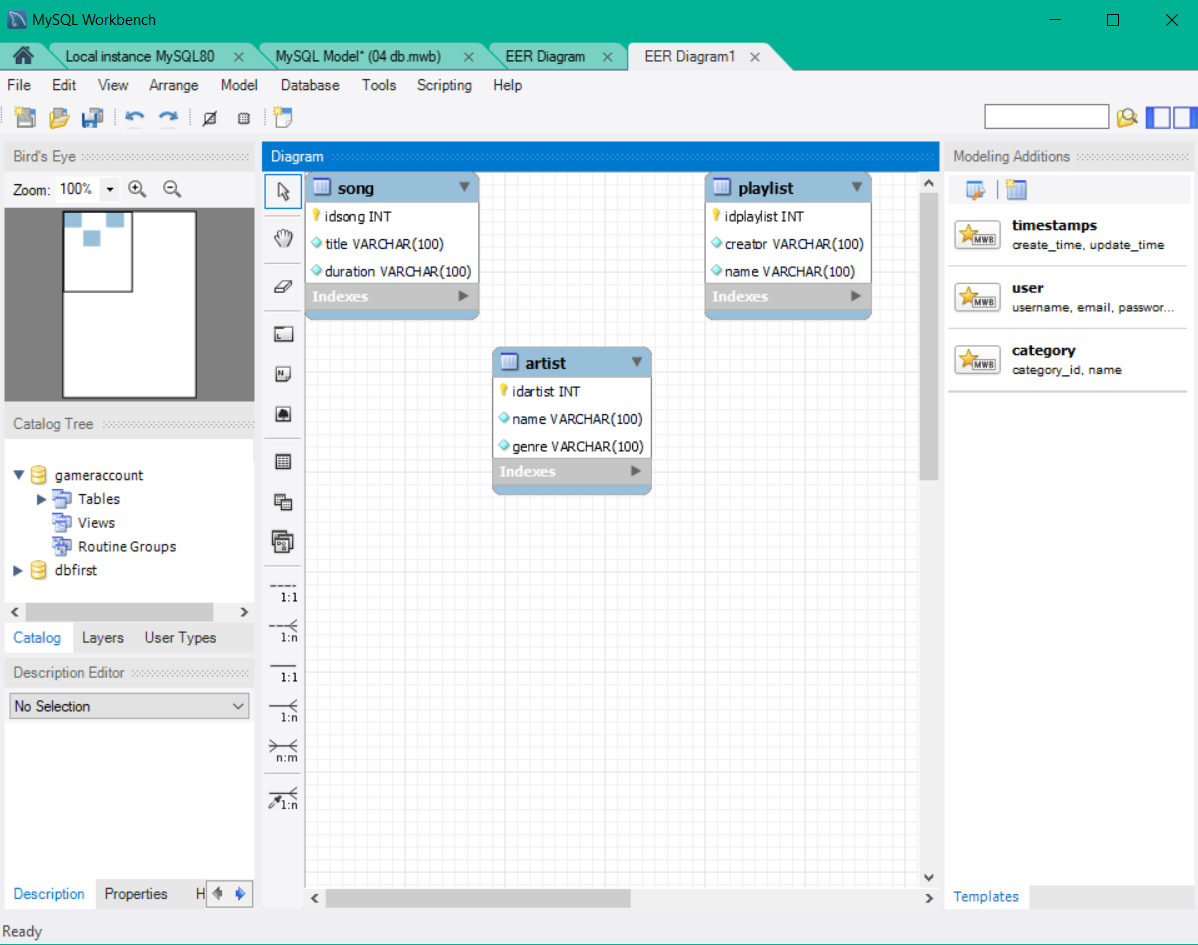 MySQL Workbench
Local instance MySQL80
MySQL Model* (04 db.mwb)
EER Diagram
EER Diagram1
File Edit View Arrange Model Database Tools Scripting Help
Bird's Eye
Zoom: 100%
Catalog Tree
gameraccount
Tables
Views
Routine Groups
dbfirst
Catalog Layers User Types
Description Editor
No Selection
Description Properties H
Diagram
1:1
1:n
1:1
1:n
n:m
1:n
song
idsong INT
title VARCHAR(100)
duration VARCHAR(100)
Indexes
playlist
idplaylist INT
creator VARCHAR(100)
name VARCHAR(100)
Indexes
artist
idartist INT
name VARCHAR(100)
genre VARCHAR(100)
Indexes
Modeling Additions
MWB
timestamps
create_time, update_time
MWB
user
username, email, passwor...
MWB
category
category_id, name
Templates
Ready